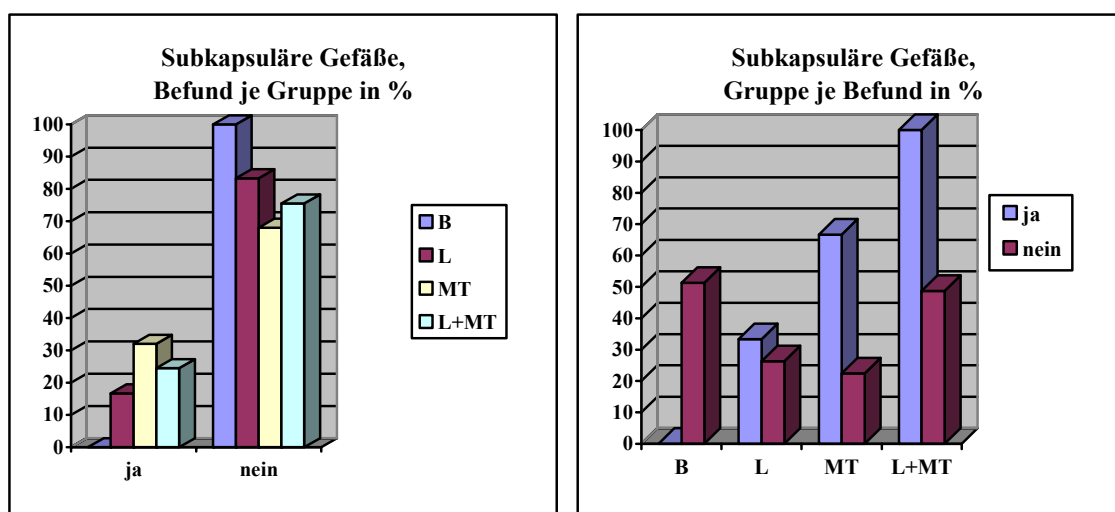 Subkapsuläre Gefäße,
Befund je Gruppe in %
100
90
80
70
60
50
40
30
20
10
0
ja
nein
B
L
MT
L+MT
Subkapsuläre Gefäße,
Gruppe je Befund in %
100
90
80
70
60
50
40
30
20
10
0
B
L
MT
L+MT
ja
nein